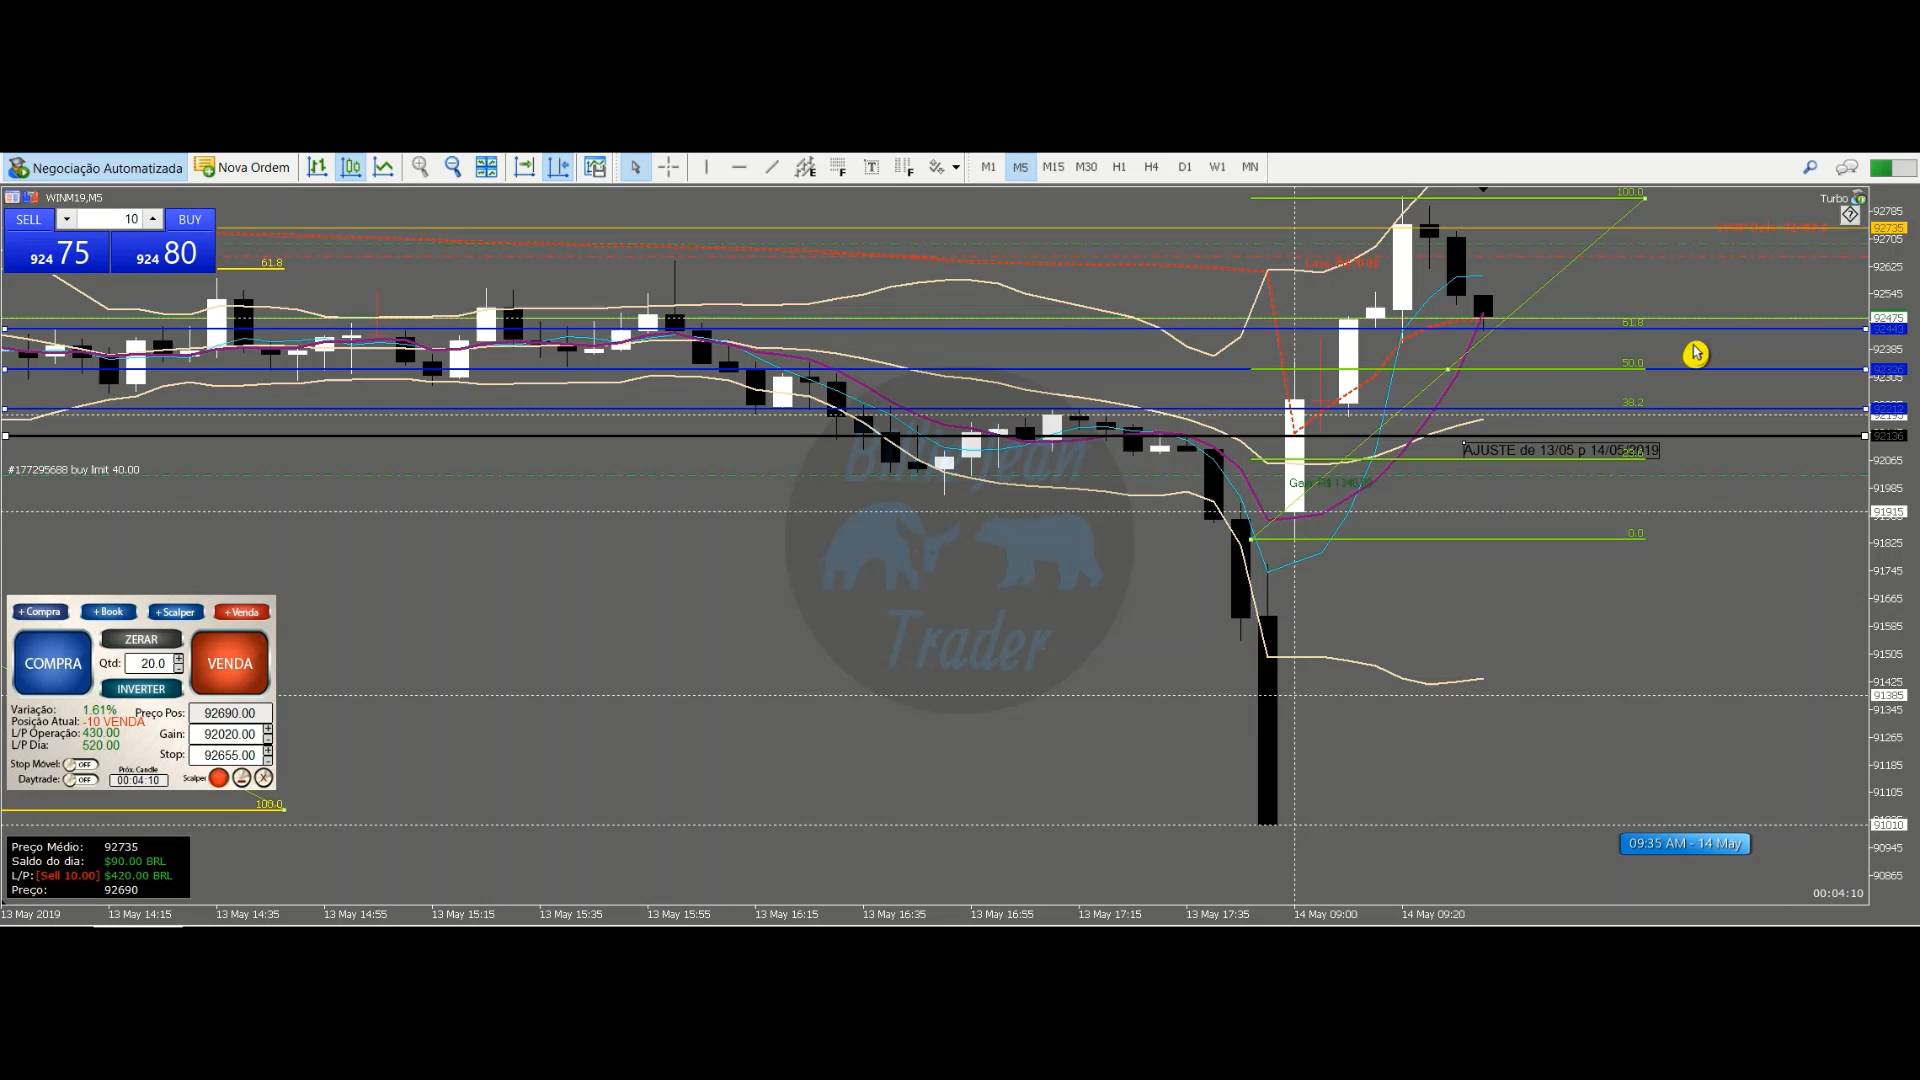 Negociação Automatizada Nova Ordem M1 M5 M15 M30 H1 H4 D1 W1 MN
WINM19,M5
Turbo
SELL 10 BUY
924 75 924 80
61.8
100.0
61.8
50.0
38.2
0.0
#177295688 buy limit 40.00
AJUSTE de 13/05 p 14/05/2019
Trader
92785
92735
92705
92625
92545
92475
92443
92385
92326
92305
92212
92136
92065
91985
91915
91825
91745
91665
91585
91505
91425
91385
91345
91265
91185
91105
91010
90945
90865
+Compra +Book +Scalper +Venda
COMPRA ZERAR VENDA
Qtd: 20.0
INVERTER
Variação: 1.61% Preço Pos: 92690.00
Posição Atual: -10 VENDA
L/P Operação: 430.00 Gain: 92020.00
L/P Dia: 520.00 Stop: 92655.00
Stop Móvel: OFF Próx. Candle
Daytrade: OFF 00:04:10 Scalper
100.0
Preço Médio: 92735
Saldo do dia: $90.00 BRL
L/P:[Sell 10.00] $420.00 BRL
Preço: 92690
09:35 AM - 14 May
00:04:10
13 May 2019 13 May 14:15 13 May 14:35 13 May 14:55 13 May 15:15 13 May 15:35 13 May 15:55 13 May 16:15 13 May 16:35 13 May 16:55 13 May 17:15 13 May 17:35 14 May 09:00 14 May 09:20